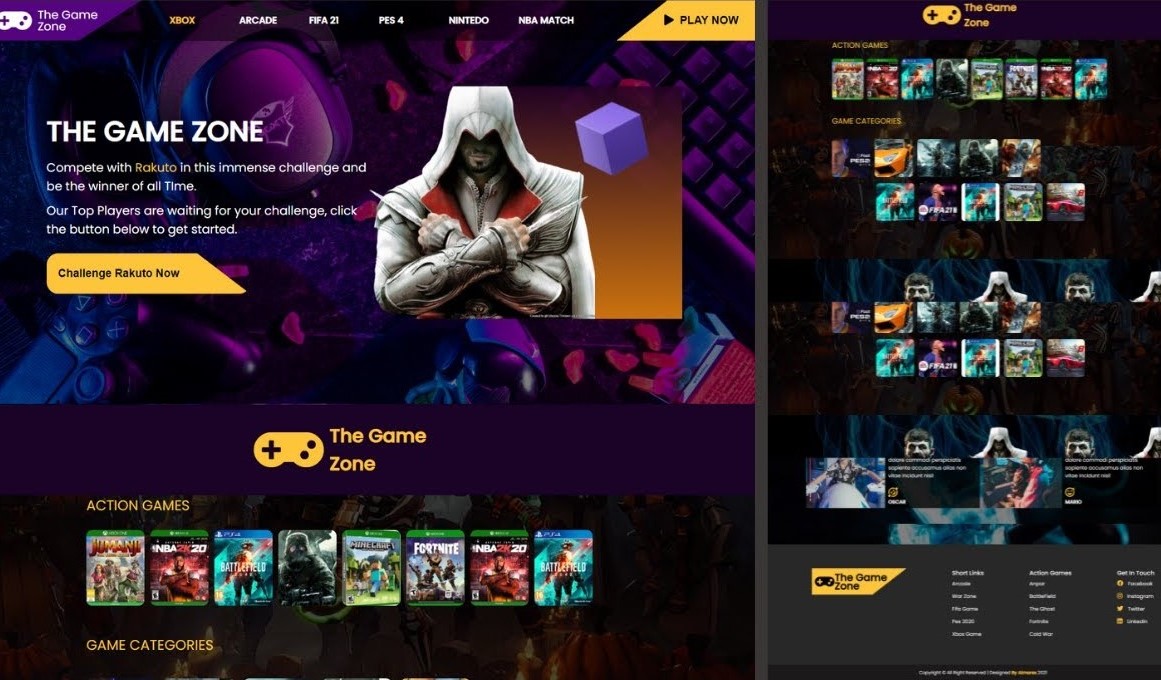 The Game
Zone
XBOX
ARCADE
FIFA 21
PES 4
NINTEDO
NBA MATCH
PLAY NOW
THE GAME ZONE
Compete with Rakuto in this immense challenge and
be the winner of all TIme.
Our Top Players are waiting for your challenge, click
the button below to get started.
Challenge Rakuto Now
The Game
Zone
ACTION GAMES
JUMANJI
NBA2K20
BATTLEFIELD
MINECRAFT
FORTNITE
NBA2K20
BATTLEFIELD
GAME CATEGORIES
The Game
Zone
ACTION GAMES
FORTNITE
GAME CATEGORIES
PES2
BATTLEFIELD
FIFA21
PES2
BATTLEFIELD
FIFA21
dolore commodi perspiciatis
sapiente accusamus alias non
vitae incidunt nisi!
OSCAR
dolore commodi perspiciatis
sapiente accusamus alias non
vitae incidunt nisi!
MARIO
The Game
Zone
Short Links
Arcade
War Zone
Fifa Game
Pes 2020
Xbox Game
Action Games
Anpar
Battlefield
The Ghost
Fortnite
Cold War
Get In Touch
Facebook
Instagram
Twitter
Linkedin
Copyright © All Right Reserved | Designed By 2021